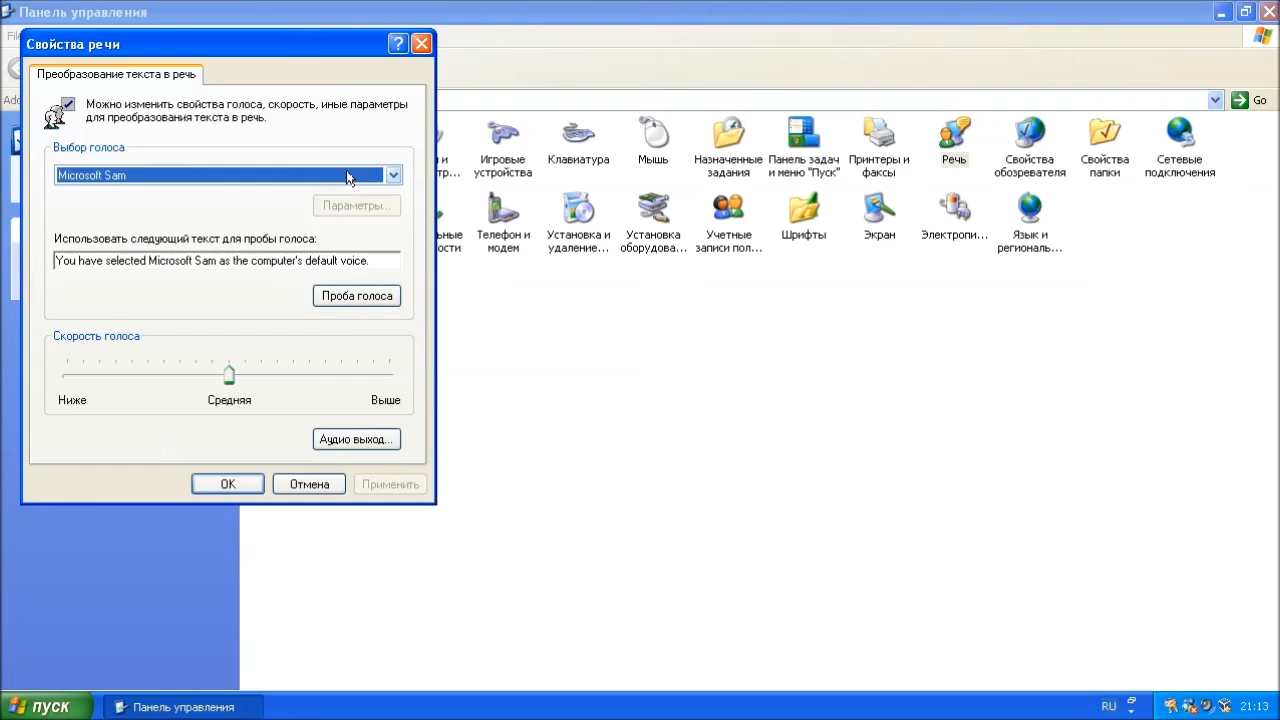 Панель управления
Свойства речи
Преобразование текста в речь
Можно изменить свойства голоса, скорость, иные параметры
для преобразования текста в речь.
Выбор голоса
Microsoft Sam
Параметры...
Использовать следующий текст для пробы голоса:
You have selected Microsoft Sam as the computer's default voice.
Проба голоса
Скорость голоса
Ниже
Средняя
Выше
Аудио выход...
OK
Отмена
Применить
Go
Игровые
устройства
Клавиатура
Мышь
Назначенные
задания
Панель задач
и меню "Пуск"
Принтеры и
факсы
Речь
Свойства
обозревателя
Свойства
папки
Сетевые
подключения
Телефон и
модем
Установка и
удаление...
Установка
оборудова...
Учетные
записи пол...
Шрифты
Экран
Электропи...
Язык и
региональ...
пуск
Панель управления
RU
21:13